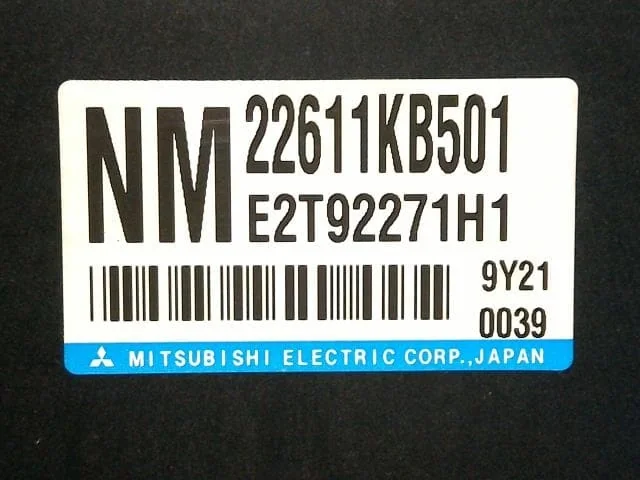 NM
22611KB501
E2T92271H1
9Y21
0039
MITSUBISHI ELECTRIC CORP.,JAPAN